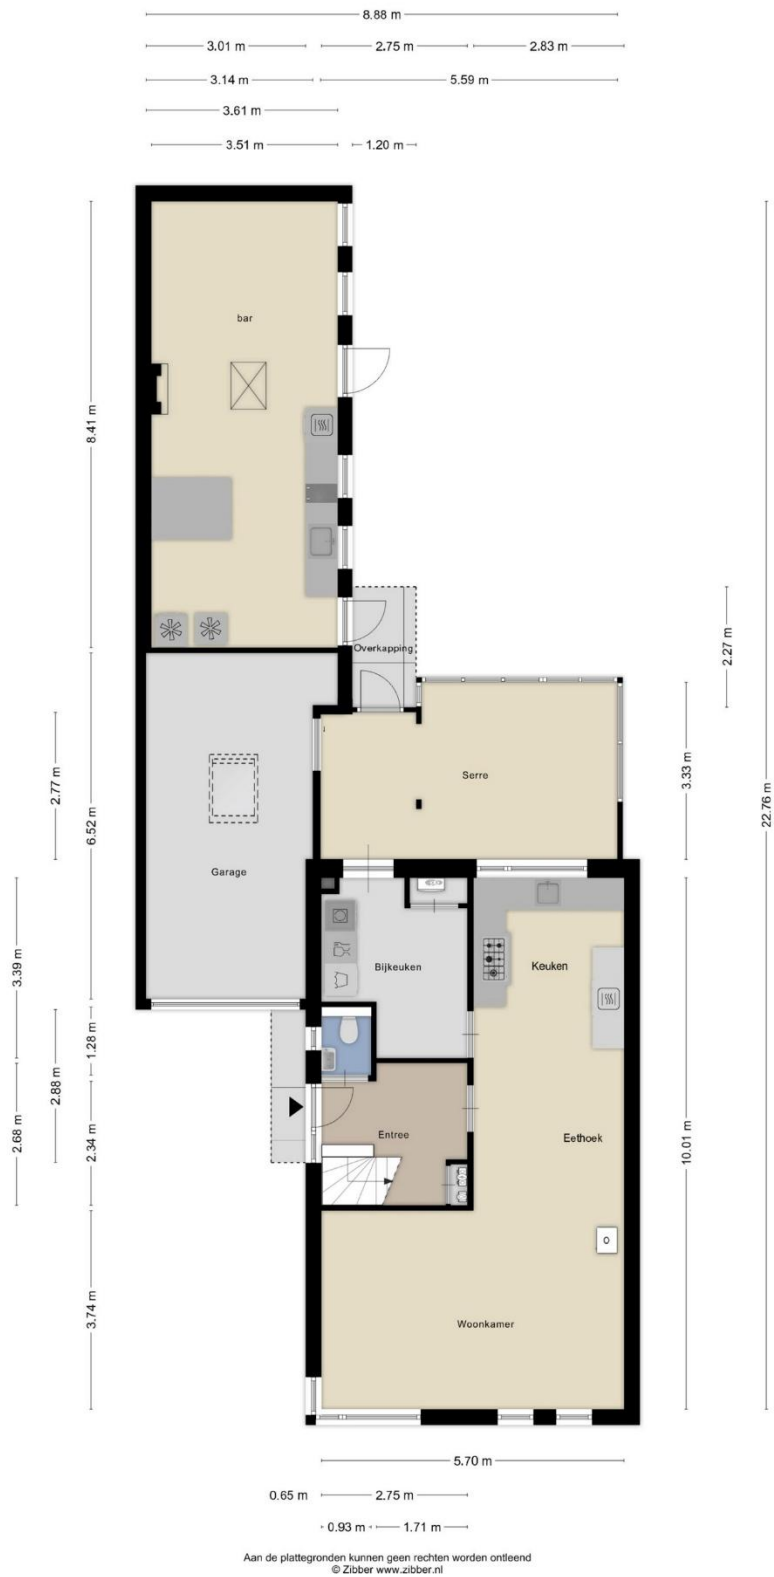 8.88 m
3.01 m 2.75 m 2.83 m
3.14 m 5.59 m
3.61 m
3.51 m 1.20 m
bar
8.41 m
Overkapping
2.27 m
Serre
2.77 m
3.33 m
22.76 m
6.52 m
Garage
Bijkeuken
Keuken
3.39 m
1.28 m
2.88 m
Entree
Eethoek
2.68 m
2.34 m
10.01 m
3.74 m
Woonkamer
5.70 m
0.65 m 2.75 m
0.93 m 1.71 m
Aan de plattegronden kunnen geen rechten worden ontleend
© Zibber www.zibber.nl